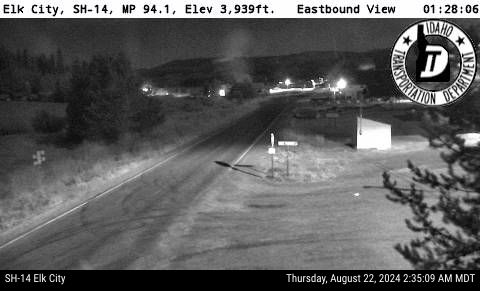 Elk City, SH-14, MP 94.1, Elev 3,939ft. Eastbound View 01:28:06
IDAHO
TRANSPORTATION DEPARTMENT
SH-14 Elk City Thursday, August 22, 2024 2:35:09 AM MDT